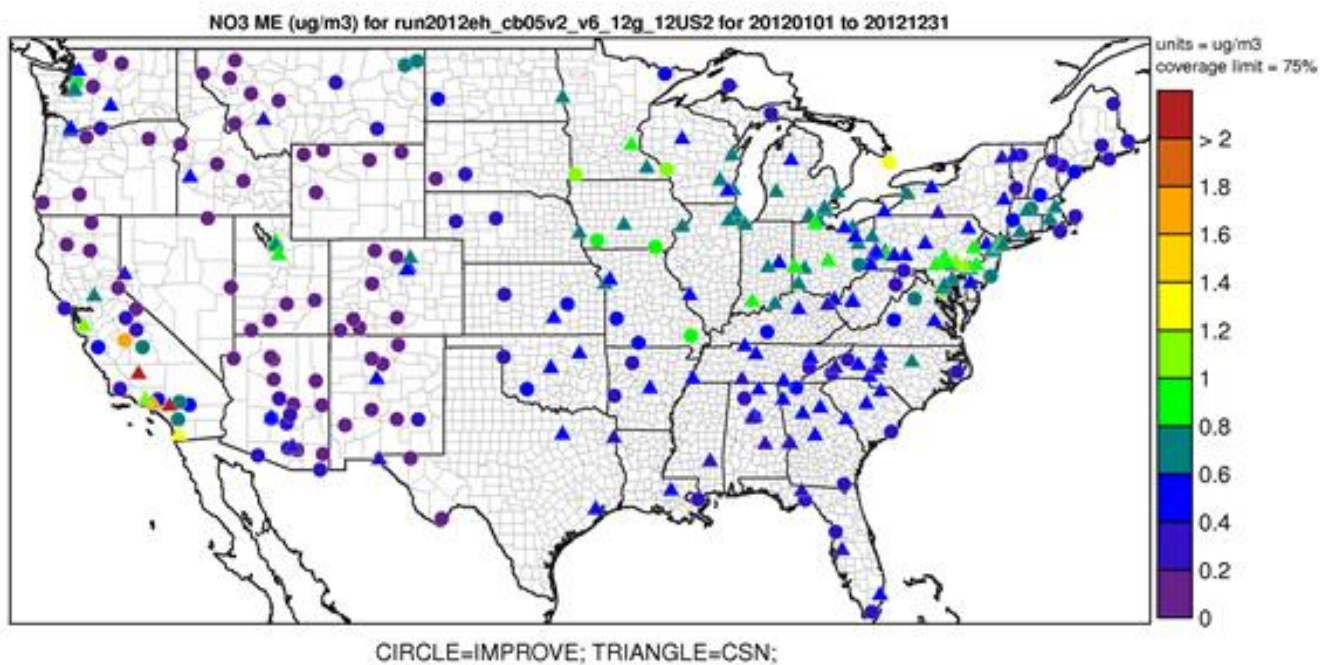 NO3 ME (ug/m3) for run2012eh_cb05v2_v6_12g_12US2 for 20120101 to 20121231
units = ug/m3
coverage limit = 75%
> 2
1.8
1.6
1.4
1.2
1
0.8
0.6
0.4
0.2
0
CIRCLE=IMPROVE; TRIANGLE=CSN;